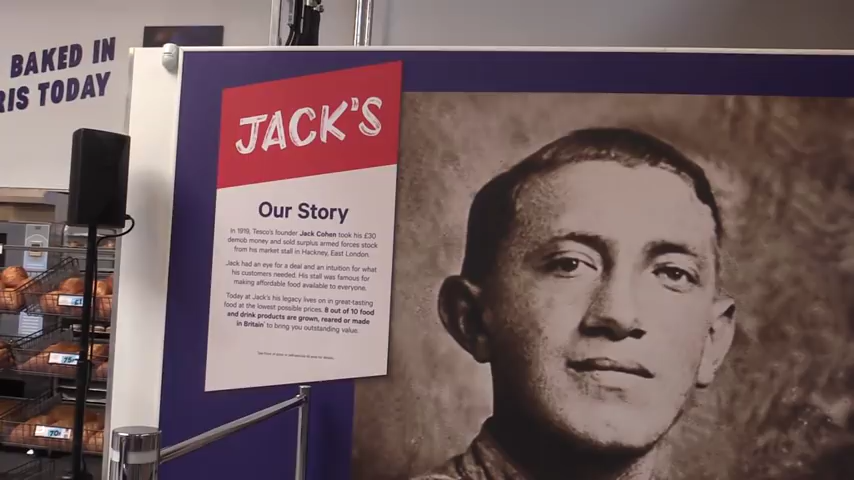 BAKED IN
RIS TODAY
JACK'S
Our Story
In 1919, Tesco's founder Jack Cohen took his £30
demob money and sold surplus armed forces stock
from his market stall in Hackney, East London.
Jack had an eye for a deal and an intuition for what
his customers needed. His stall was famous for
making affordable food available to everyone.
Today at Jack's his legacy lives on in great-tasting
food at the lowest possible prices. 8 out of 10 food
and drink products are grown, reared or made
in Britain* to bring you outstanding value.